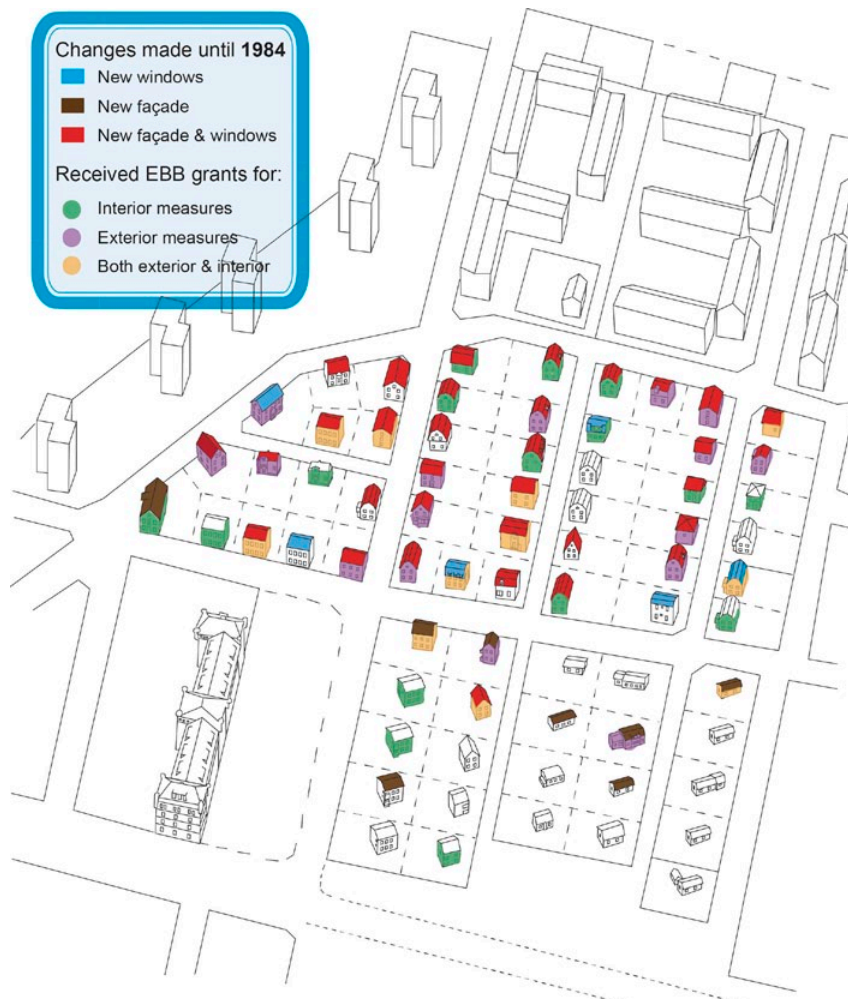 Changes made until 1984
New windows
New façade
New façade & windows
Received EBB grants for:
Interior measures
Exterior measures
Both exterior & interior